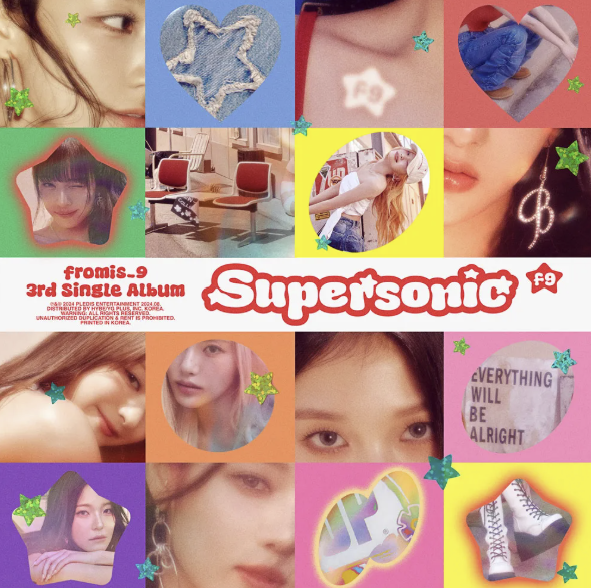 f9
B
fromis_9
3rd Single Album
℗&© 2024 PLEDIS ENTERTAINMENT 2024.08.
DISTRIBUTED BY HYBE/YG PLUS, INC. KOREA.
WARNING: ALL RIGHTS RESERVED.
UNAUTHORIZED DUPLICATION & RENT IS PROHIBITED.
PRINTED IN KOREA.
Supersonic
f9
EVERYTHING
WILL
BE
ALRIGHT